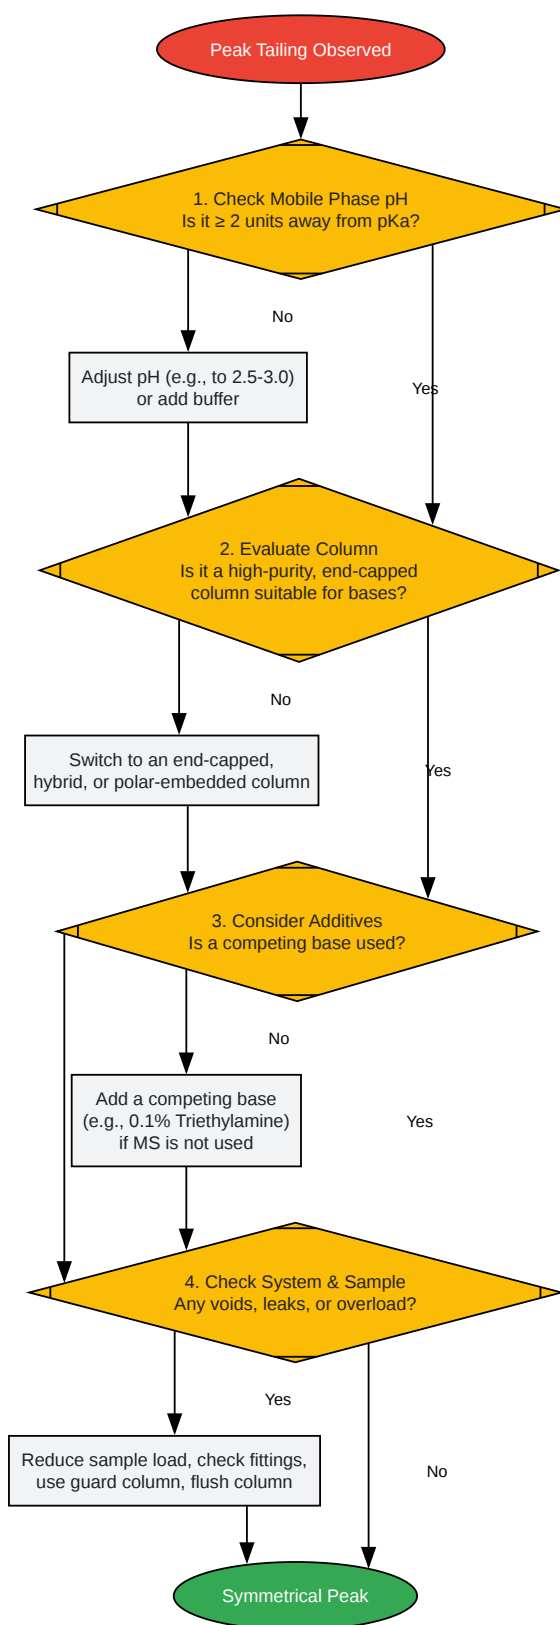 Peak Tailing Observed
1. Check Mobile Phase pH
Is it ≥ 2 units away from pKa?
No
Adjust pH (e.g., to 2.5-3.0)
or add buffer
Yes
2. Evaluate Column
Is it a high-purity, end-capped
column suitable for bases?
No
Switch to an end-capped,
hybrid, or polar-embedded column
Yes
3. Consider Additives
Is a competing base used?
No
Add a competing base
(e.g., 0.1% Triethylamine)
if MS is not used
Yes
4. Check System & Sample
Any voids, leaks, or overload?
Yes
Reduce sample load, check fittings,
use guard column, flush column
No
Symmetrical Peak